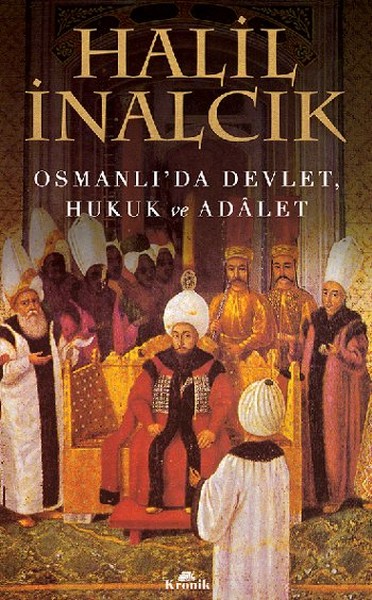 HALİL
İNALCIK
OSMANLI'DA DEVLET,
HUKUK ve ADÂLET
Kronik